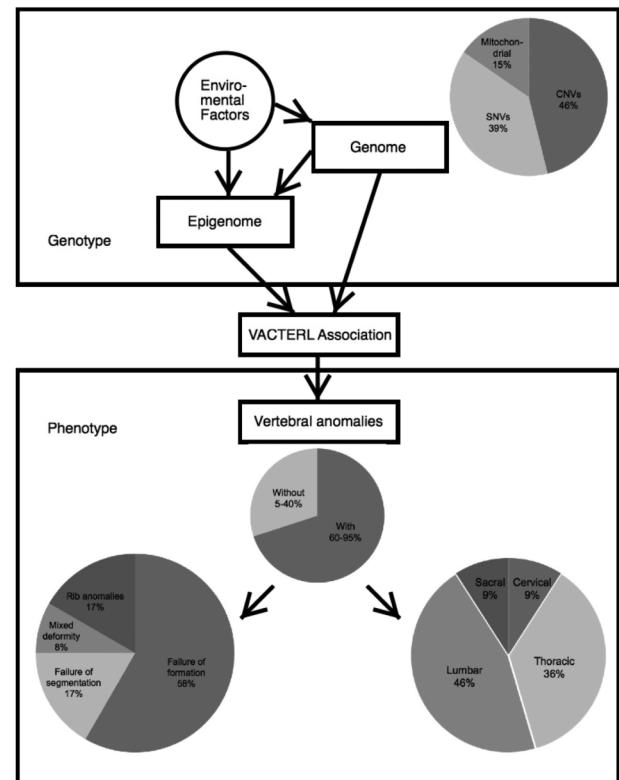 Mitochon-
drial
15%
CNVs
46%
SNVs
39%
Enviro-
mental
Factors
Genome
Epigenome
Genotype
VACTERL Association
Phenotype
Vertebral anomalies
Without
5-40%
With
60-95%
Rib anomalies
17%
Mixed
deformity
8%
Failure of
segmentation
17%
Failure of
formation
58%
Sacral
9%
Cervical
9%
Lumbar
46%
Thoracic
36%